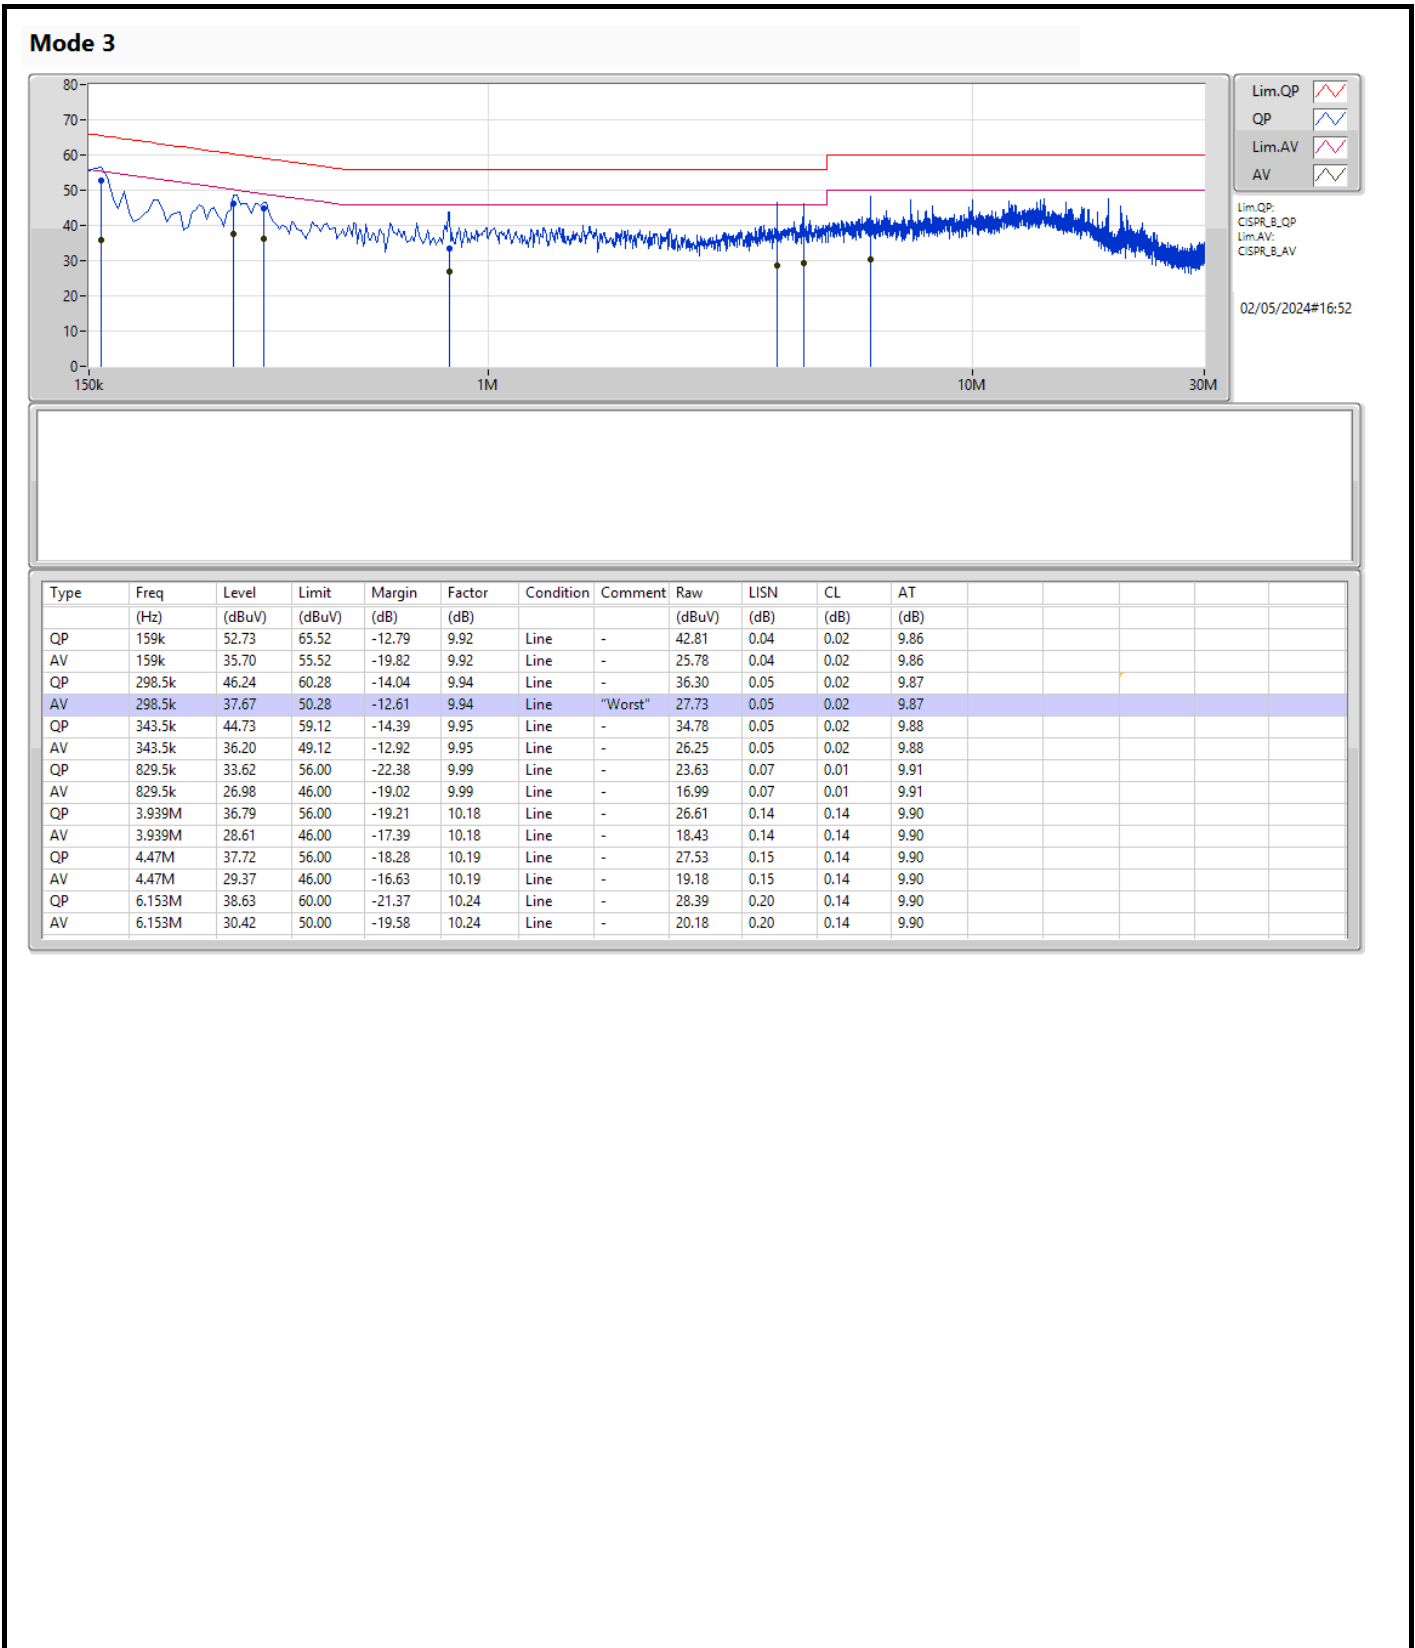 Mode 3
80
70
60
50
40
30
20
10
0
150k 1M 10M 30M
Lim.QP
QP
Lim.AV
AV
Lim.QP:
CISPR_B_QP
Lim.AV:
CISPR_B_AV
02/05/2024#16:52
Type Freq Level Limit Margin Factor Condition Comment Raw LISN CL AT
(Hz) (dBuV) (dBuV) (dB) (dB) (dBuV) (dB) (dB) (dB)
QP 159k 52.73 65.52 -12.79 9.92 Line - 42.81 0.04 0.02 9.86
AV 159k 35.70 55.52 -19.82 9.92 Line - 25.78 0.04 0.02 9.86
QP 298.5k 46.24 60.28 -14.04 9.94 Line - 36.30 0.05 0.02 9.87
AV 298.5k 37.67 50.28 -12.61 9.94 Line "Worst" 27.73 0.05 0.02 9.87
QP 343.5k 44.73 59.12 -14.39 9.95 Line - 34.78 0.05 0.02 9.88
AV 343.5k 36.20 49.12 -12.92 9.95 Line - 26.25 0.05 0.02 9.88
QP 829.5k 33.62 56.00 -22.38 9.99 Line - 23.63 0.07 0.01 9.91
AV 829.5k 26.98 46.00 -19.02 9.99 Line - 16.99 0.07 0.01 9.91
QP 3.939M 36.79 56.00 -19.21 10.18 Line - 26.61 0.14 0.14 9.90
AV 3.939M 28.61 46.00 -17.39 10.18 Line - 18.43 0.14 0.14 9.90
QP 4.47M 37.72 56.00 -18.28 10.19 Line - 27.53 0.15 0.14 9.90
AV 4.47M 29.37 46.00 -16.63 10.19 Line - 19.18 0.15 0.14 9.90
QP 6.153M 38.63 60.00 -21.37 10.24 Line - 28.39 0.20 0.14 9.90
AV 6.153M 30.42 50.00 -19.58 10.24 Line - 20.18 0.20 0.14 9.90